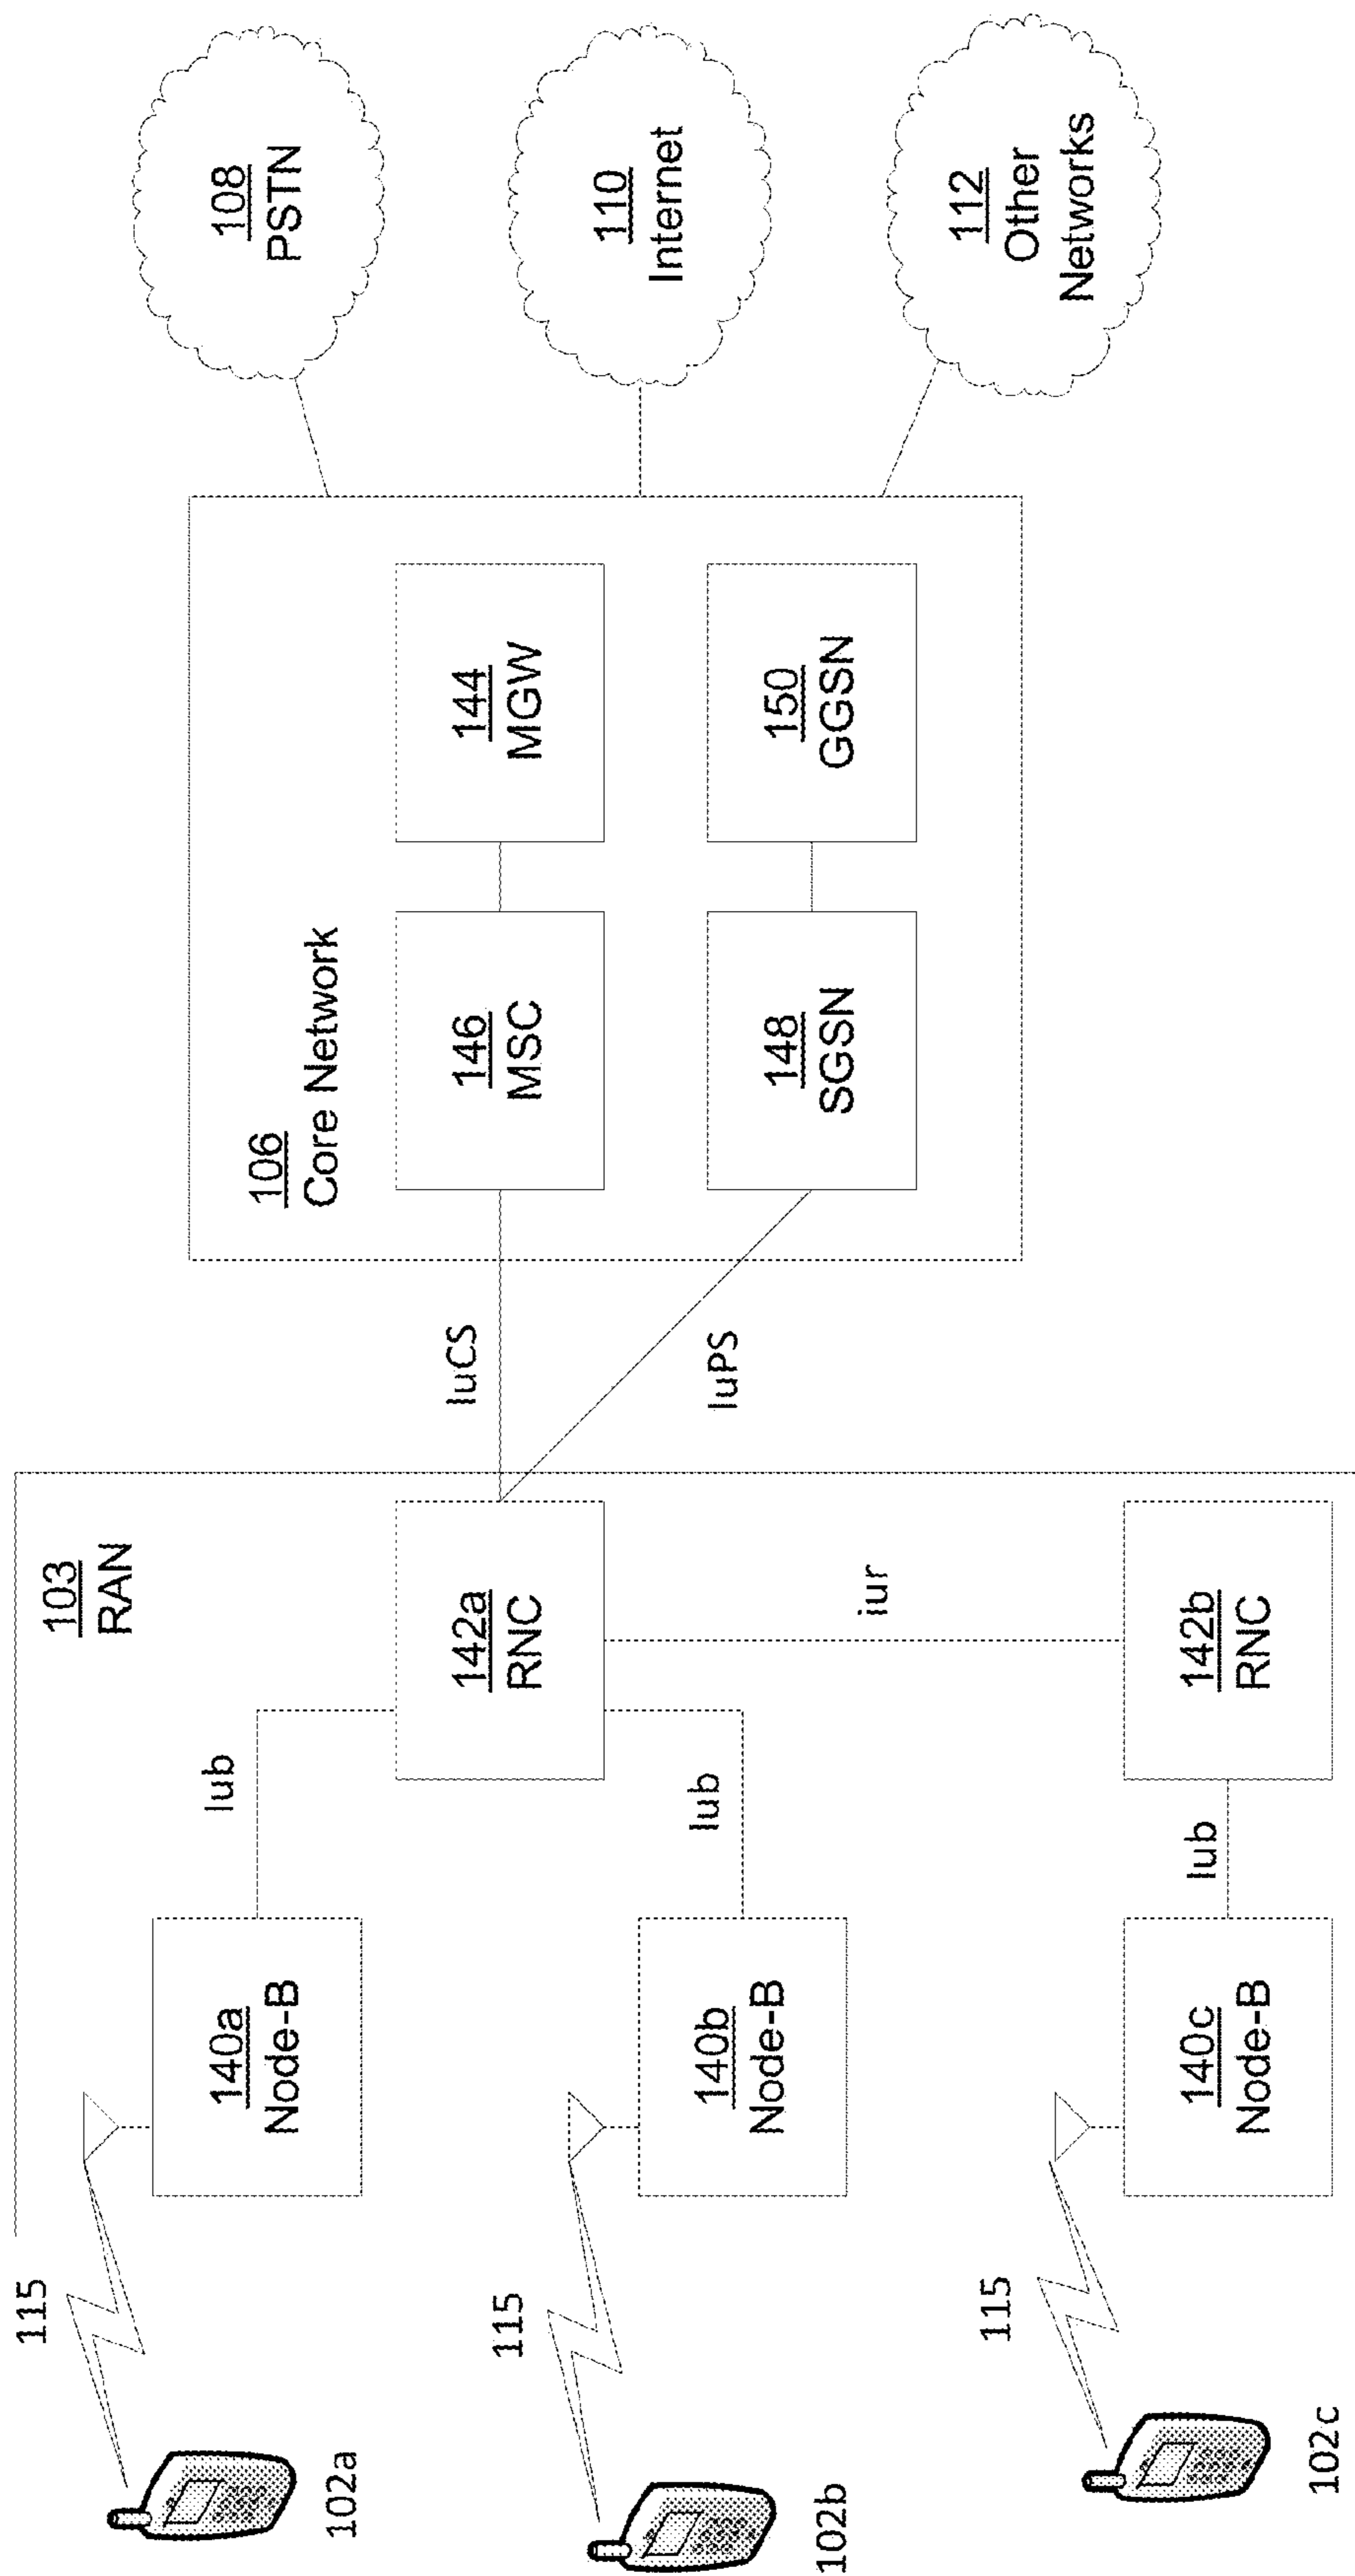 115
102a
140a
Node-B
Iub
103
RAN
115
102b
140b
Node-B
Iub
142a
RNC
iur
115
102c
140c
Node-B
Iub
142b
RNC
IuCS
IuPS
106
Core Network
146
MSC
144
MGW
148
SGSN
150
GGSN
108
PSTN
110
Internet
112
Other
Networks